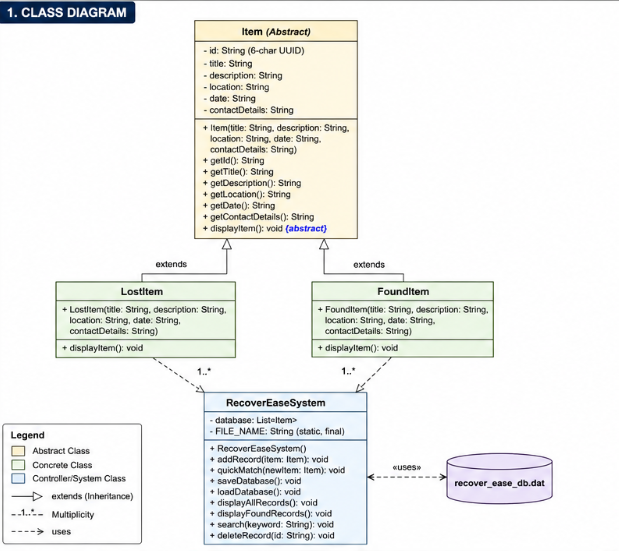 1. CLASS DIAGRAM
Item (Abstract)
- id: String (6-char UUID)
- title: String
- description: String
- location: String
- date: String
- contactDetails: String
+ Item(title: String, description: String,
location: String, date: String,
contactDetails: String)
+ getId(): String
+ getTitle(): String
+ getDescription(): String
+ getLocation(): String
+ getDate(): String
+ getContactDetails(): String
+ displayItem(): void {abstract}
extends
extends
LostItem
+ LostItem(title: String, description: String,
location: String, date: String,
contactDetails: String)
+ displayItem(): void
FoundItem
+ FoundItem(title: String, description: String,
location: String, date: String,
contactDetails: String)
+ displayItem(): void
1..*
1..*
RecoverEaseSystem
- database: List<Item>
- FILE_NAME: String (static, final)
+ RecoverEaseSystem()
+ addRecord(item: Item): void
+ quickMatch(newItem: Item): void
+ saveDatabase(): void
+ loadDatabase(): void
+ displayAllRecords(): void
+ displayFoundRecords(): void
+ search(keyword: String): void
+ deleteRecord(id: String): void
«uses»
recover_ease_db.dat
Legend
Abstract Class
Concrete Class
Controller/System Class
extends (Inheritance)
1..* Multiplicity
uses